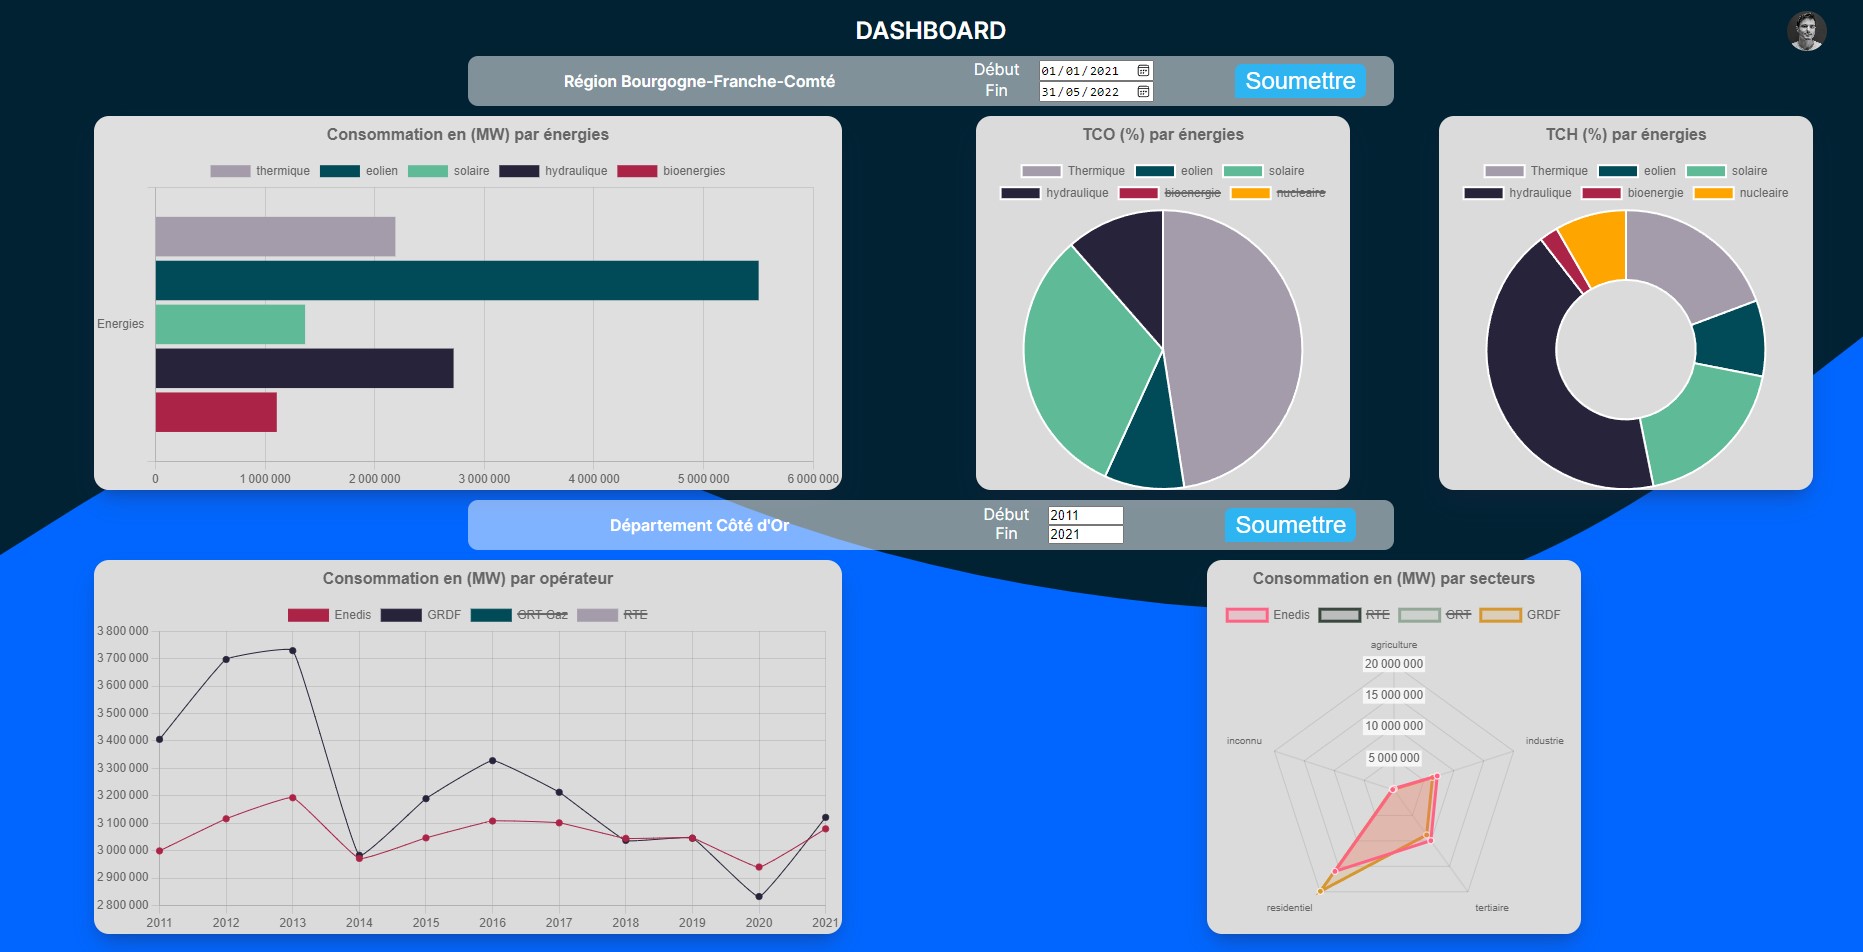 DASHBOARD
Région Bourgogne-Franche-Comté
Début 01/01/2021
Fin 31/05/2022
Soumettre
Consommation en (MW) par énergies
thermique eolien solaire hydraulique bioenergies
Energies
0 1 000 000 2 000 000 3 000 000 4 000 000 5 000 000 6 000 000
TCO (%) par énergies
Thermique eolien solaire
hydraulique bioenergie nucleaire
TCH (%) par énergies
Thermique eolien solaire
hydraulique bioenergie nucleaire
Département Côté d'Or
Début 2011
Fin 2021
Soumettre
Consommation en (MW) par opérateur
Enedis GRDF GRT Gaz RTE
3 800 000
3 700 000
3 600 000
3 500 000
3 400 000
3 300 000
3 200 000
3 100 000
3 000 000
2 900 000
2 800 000
2011 2012 2013 2014 2015 2016 2017 2018 2019 2020 2021
Consommation en (MW) par secteurs
Enedis RTE GRT GRDF
agriculture
20 000 000
15 000 000
10 000 000
5 000 000
inconnu industrie
residentiel tertiaire